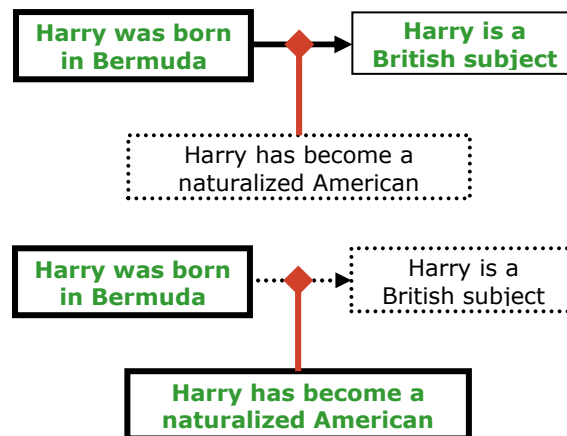 Harry was born
in Bermuda
Harry is a
British subject
Harry has become a
naturalized American
Harry was born
in Bermuda
Harry is a
British subject
Harry has become a
naturalized American